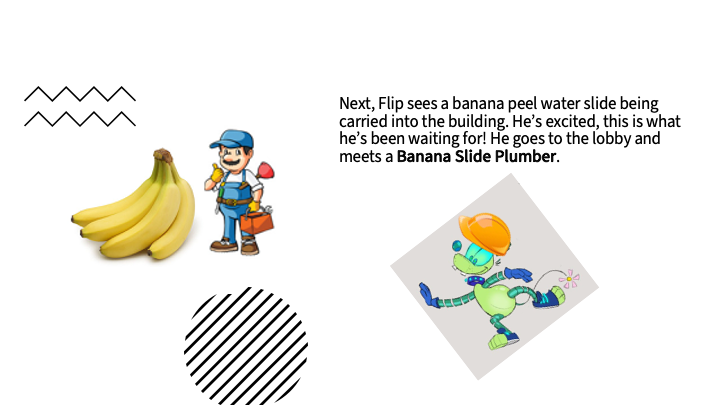 Next, Flip sees a banana peel water slide being
carried into the building. He’s excited, this is what
he’s been waiting for! He goes to the lobby and
meets a Banana Slide Plumber.